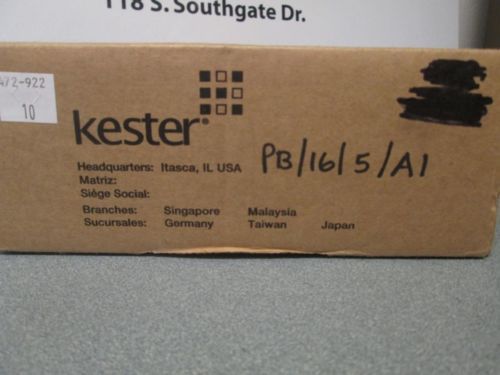 118 S. Southgate Dr.
472-922
10
kester®
Headquarters: Itasca, IL USA
PB/16/5/A1
Matriz:
Siége Social:
Branches: Singapore Malaysia
Sucursales: Germany Taiwan Japan